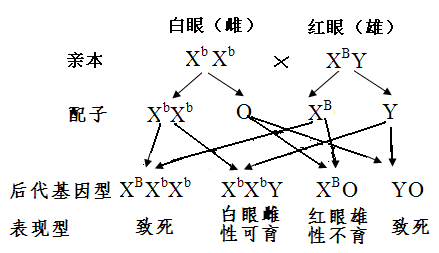 白眼（雌） 红眼（雄）
亲本 XᵇXᵇ × XᴮY
配子 XᵇXᵇ O Xᴮ Y
后代基因型 XᴮXᵇXᵇ XᵇXᵇY XᴮO YO
表现型 致死 白眼雌性可育 红眼雄性不育 致死